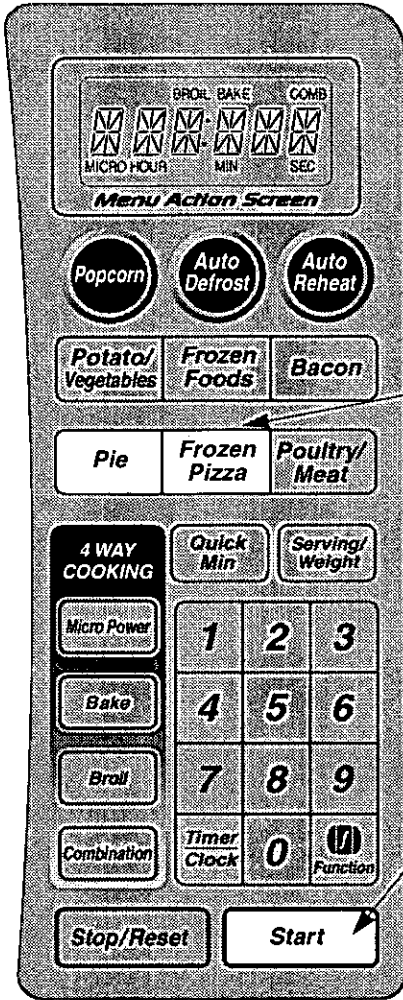 BROIL BAKE COMB
MICRO HOUR MIN SEC
Menu Action Screen
Popcorn
Auto Defrost
Auto Reheat
Potato/
Vegetables
Frozen
Foods
Bacon
Pie
Frozen
Pizza
Poultry/
Meat
4 WAY
COOKING
Quick
Min
Serving/
Weight
Micro Power
1 2 3
Bake
4 5 6
Broil
7 8 9
Combination
Timer
Clock
0
Function
Stop/Reset
Start